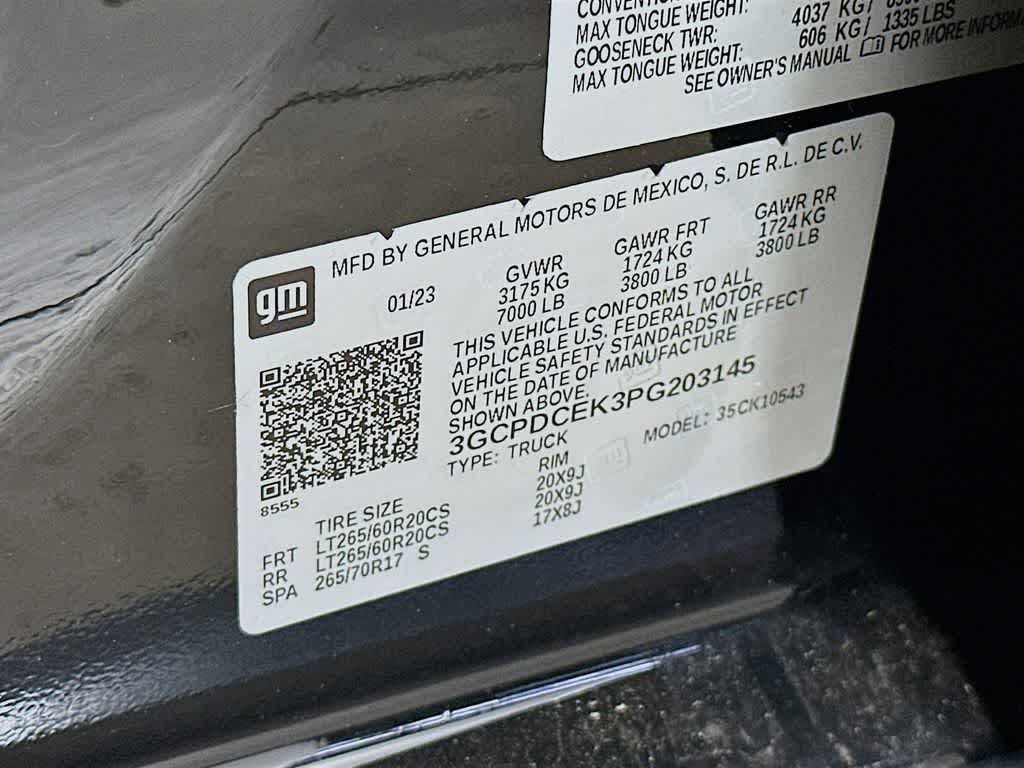 MAX TONGUE WEIGHT:
GOOSENECK TWR: 4037 KG/
MAX TONGUE WEIGHT: 606 KG/ 1335 LBS
SEE OWNER'S MANUAL FOR MORE
MFD BY GENERAL MOTORS DE MEXICO, S. DE R.L. DE C.V.
gm
01/23
GVWR GAWR FRT GAWR RR
3175 KG 1724 KG 1724 KG
7000 LB 3800 LB 3800 LB
THIS VEHICLE CONFORMS TO ALL
APPLICABLE U.S. FEDERAL MOTOR
VEHICLE SAFETY STANDARDS IN EFFECT
ON THE DATE OF MANUFACTURE
SHOWN ABOVE.
3GCPDCEK3PG203145
TYPE: TRUCK MODEL: 35CK10543
8555
TIRE SIZE RIM
FRT LT265/60R20CS 20X9J
RR LT265/60R20CS 20X9J
SPA 265/70R17 S 17X8J